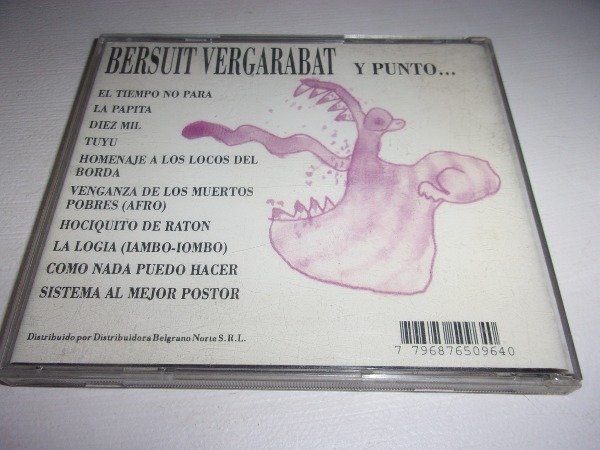 BERSUIT VERGARABAT Y PUNTO...
EL TIEMPO NO PARA
LA PAPITA
DIEZ MIL
TUYU
HOMENAJE A LOS LOCOS DEL
BORDA
VENGANZA DE LOS MUERTOS
POBRES (AFRO)
HOCIQUITO DE RATON
LA LOGIA (IAMBO-IOMBO)
COMO NADA PUEDO HACER
SISTEMA AL MEJOR POSTOR
Distribuido por Distribuidora Belgrano Norte S.R.L.
7 796876509640